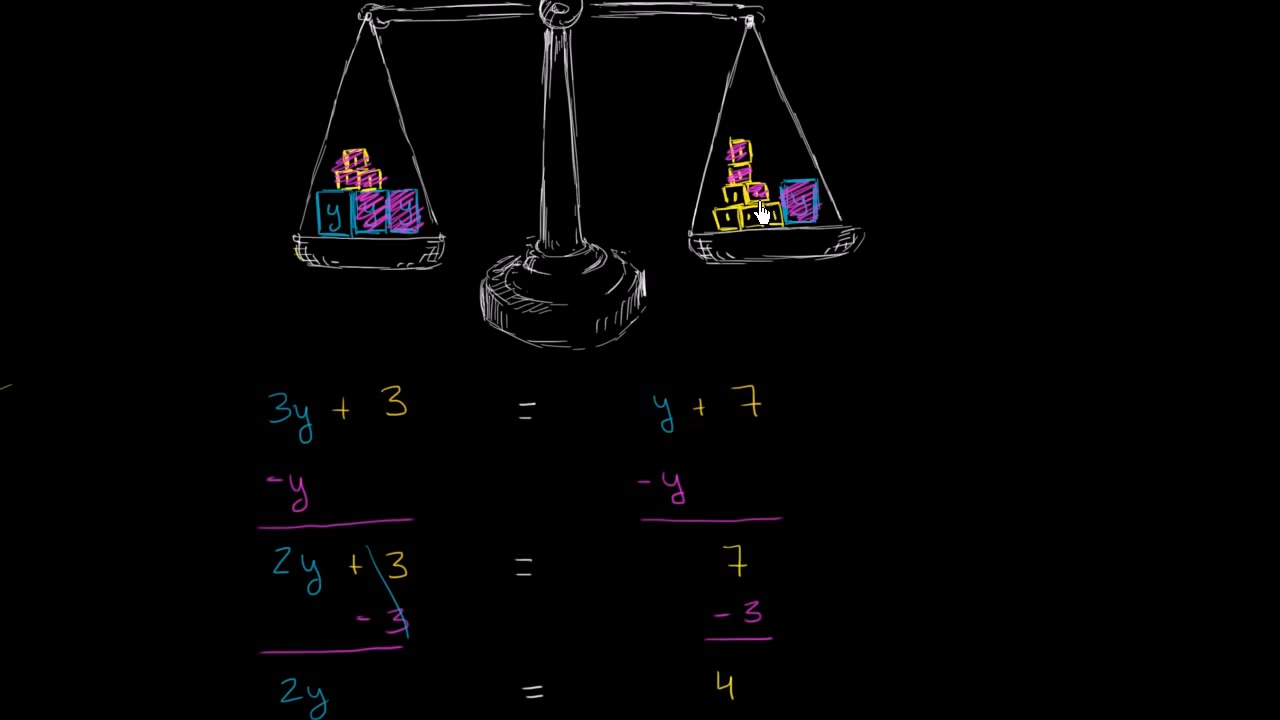 y y y
y
3y + 3 = y + 7
-y -y
2y + 3 = 7
- 3 - 3
2y = 4